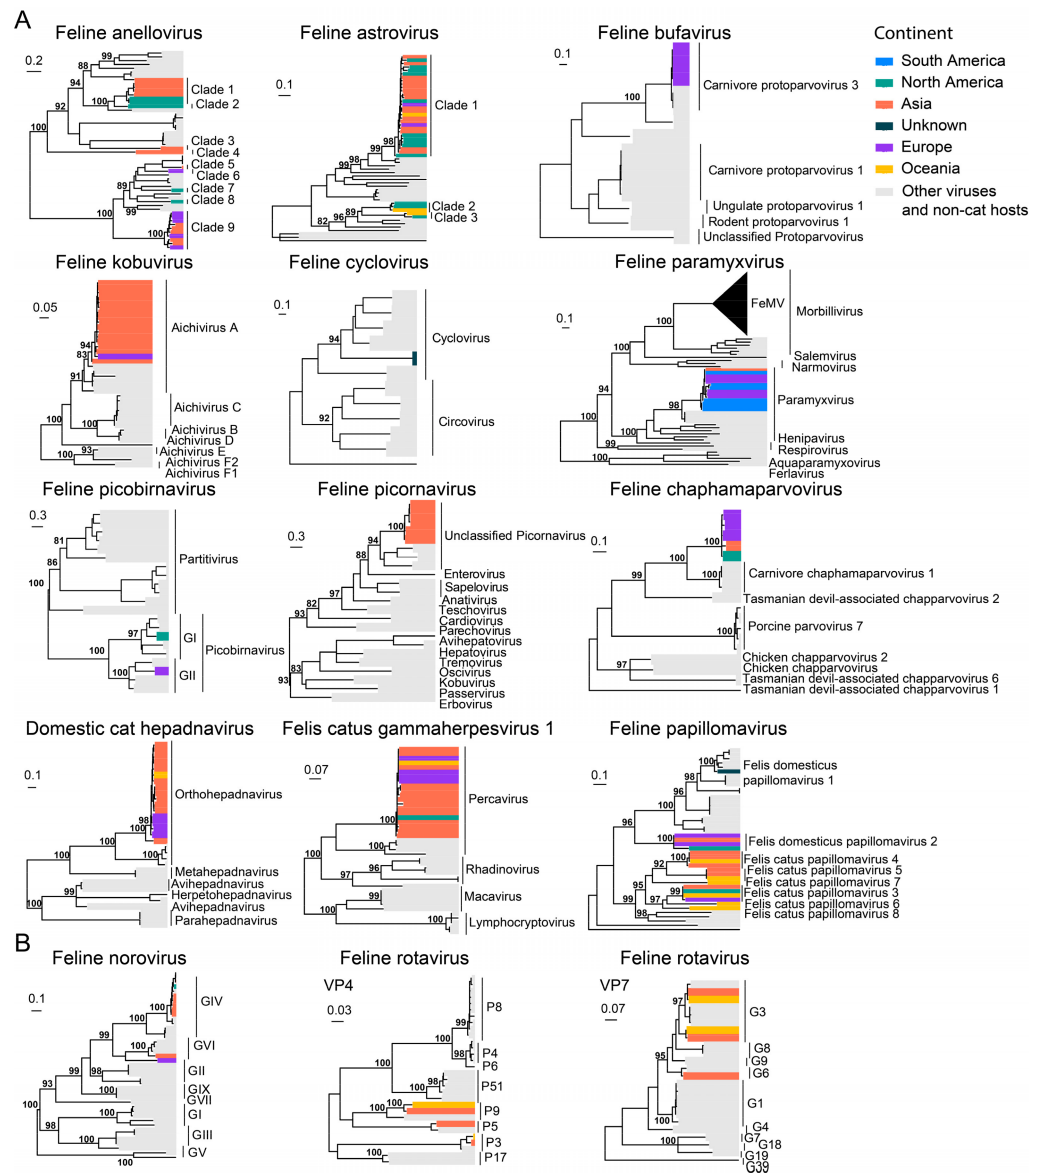 A
Feline anellovirus
0.2
99
88
94
100
92
100
89
99
100
100
Clade 1
Clade 2
Clade 3
Clade 4
Clade 5
Clade 6
Clade 7
Clade 8
Clade 9
Feline astrovirus
0.1
98
99
98
99
86
89
96
82
Clade 1
Clade 2
Clade 3
Feline bufavirus
0.1
100
Carnivore protoparvovirus 3
Carnivore protoparvovirus 1
Ungulate protoparvovirus 1
Rodent protoparvovirus 1
Unclassified Protoparvovirus
Continent
South America
North America
Asia
Unknown
Europe
Oceania
Other viruses
and non-cat hosts
Feline kobuvirus
0.05
94
83
91
100
100
93
100
Aichivirus A
Aichivirus C
Aichivirus B
Aichivirus D
Aichivirus E
Aichivirus F2
Aichivirus F1
Feline cyclovirus
0.1
94
92
Cyclovirus
Circovirus
Feline paramyxvirus
0.1
100
100
94
98
100
99
100
FeMV
Morbillivirus
Salemvirus
Narmovirus
Paramyxvirus
Henipavirus
Respirovirus
Aquaparamyxovirus
Ferlavirus
Feline picobirnavirus
0.3
81
86
100
97
100
100
Partitivirus
GI
Picobirnavirus
GII
Feline picornavirus
0.3
100
94
88
97
82
93
83
93
Unclassified Picornavirus
Enterovirus
Sapelovirus
Anativirus
Teschovirus
Cardiovirus
Parechovirus
Avihepatovirus
Hepatovirus
Tremovirus
Oscivirus
Kobuvirus
Passervirus
Erbovirus
Feline chaphamaparvovirus
0.1
100
100
99
100
100
97
Carnivore chaphamaparvovirus 1
Tasmanian devil-associated chapparvovirus 2
Porcine parvovirus 7
Chicken chapparvovirus 2
Chicken chapparvovirus
Tasmanian devil-associated chapparvovirus 6
Tasmanian devil-associated chapparvovirus 1
Domestic cat hepadnavirus
0.1
98
100
100
100
99
100
Orthohepadnavirus
Metahepadnavirus
Avihepadnavirus
Herpetohepadnavirus
Avihepadnavirus
Parahepadnavirus
Felis catus gammaherpesvirus 1
0.07
100
100
96
97
99
100
100
Percavirus
Rhadinovirus
Macavirus
Lymphocryptovirus
Feline papillomavirus
0.1
100
98
96
96
100
100
92
95
99
99
97
98
Felis domesticus
papillomavirus 1
Felis domesticus papillomavirus 2
Felis catus papillomavirus 4
Felis catus papillomavirus 5
Felis catus papillomavirus 7
Felis catus papillomavirus 3
Felis catus papillomavirus 6
Felis catus papillomavirus 8
B
Feline norovirus
0.1
100
99
100
93
99
98
100
100
98
100
100
GIV
GVI
GII
GIX
GVII
GI
GIII
GV
Feline rotavirus
VP4
0.03
99
100
98
98
100
100
100
100
100
100
P8
P4
P6
P51
P9
P5
P3
P17
Feline rotavirus
VP7
0.07
97
95
100
100
G3
G8
G9
G6
G1
G4
G7
G18
G19
G39